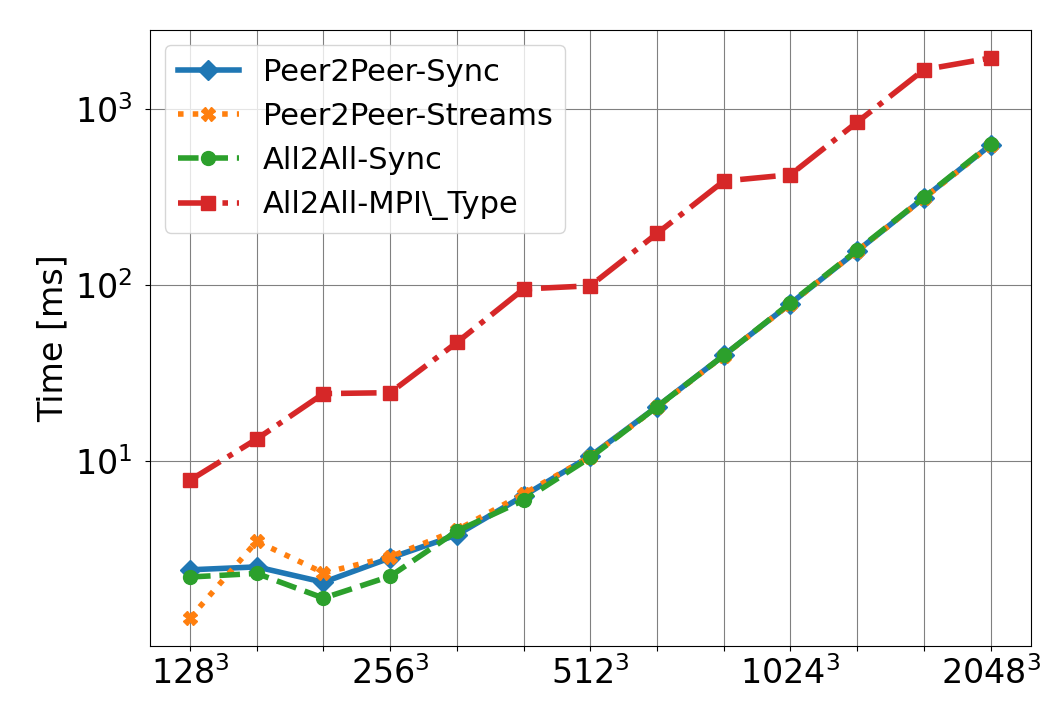 Peer2Peer-Sync
Peer2Peer-Streams
All2All-Sync
All2All-MPI\_Type
Time [ms]
10³
10²
10¹
128³ 256³ 512³ 1024³ 2048³